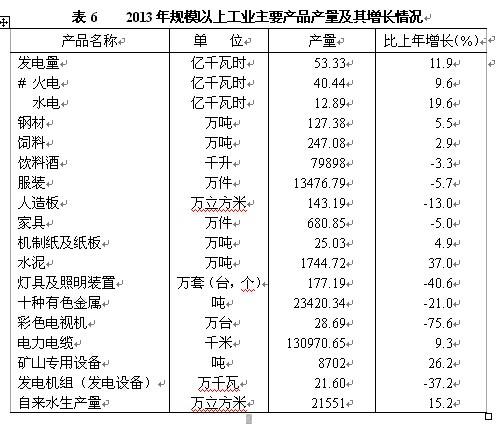 表 6 2013 年规模以上工业主要产品产量及其增长情况
产品名称 单 位 产量 比上年增长(%)
发电量 亿千瓦时 53.33 11.9
# 火电 亿千瓦时 40.44 9.6
水电 亿千瓦时 12.89 19.6
钢材 万吨 127.38 5.5
饲料 万吨 247.08 2.9
饮料酒 千升 79898 -3.3
服装 万件 13476.79 -5.7
人造板 万立方米 143.19 -13.0
家具 万件 680.85 -5.0
机制纸及纸板 万吨 25.03 4.9
水泥 万吨 1744.72 37.0
灯具及照明装置 万套(台，个) 177.19 -40.6
十种有色金属 吨 23420.34 -21.0
彩色电视机 万台 28.69 -75.6
电力电缆 千米 130970.65 9.3
矿山专用设备 吨 8702 26.2
发电机组（发电设备） 万千瓦 21.60 -37.2
自来水生产量 万立方米 21551 15.2